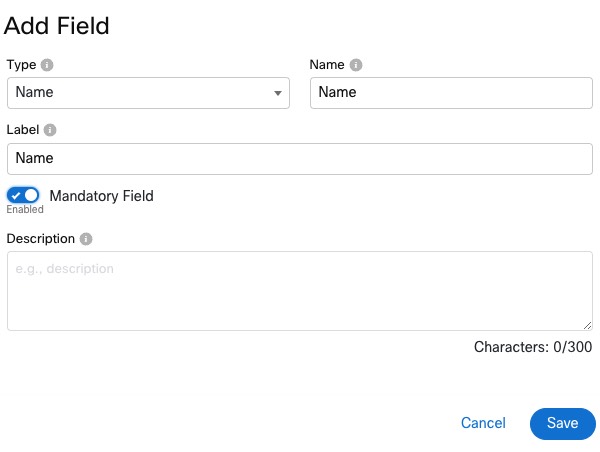 Add Field
Type Name
Name Name
Label
Name
Mandatory Field
Enabled
Description
e.g., description
Characters: 0/300
Cancel Save